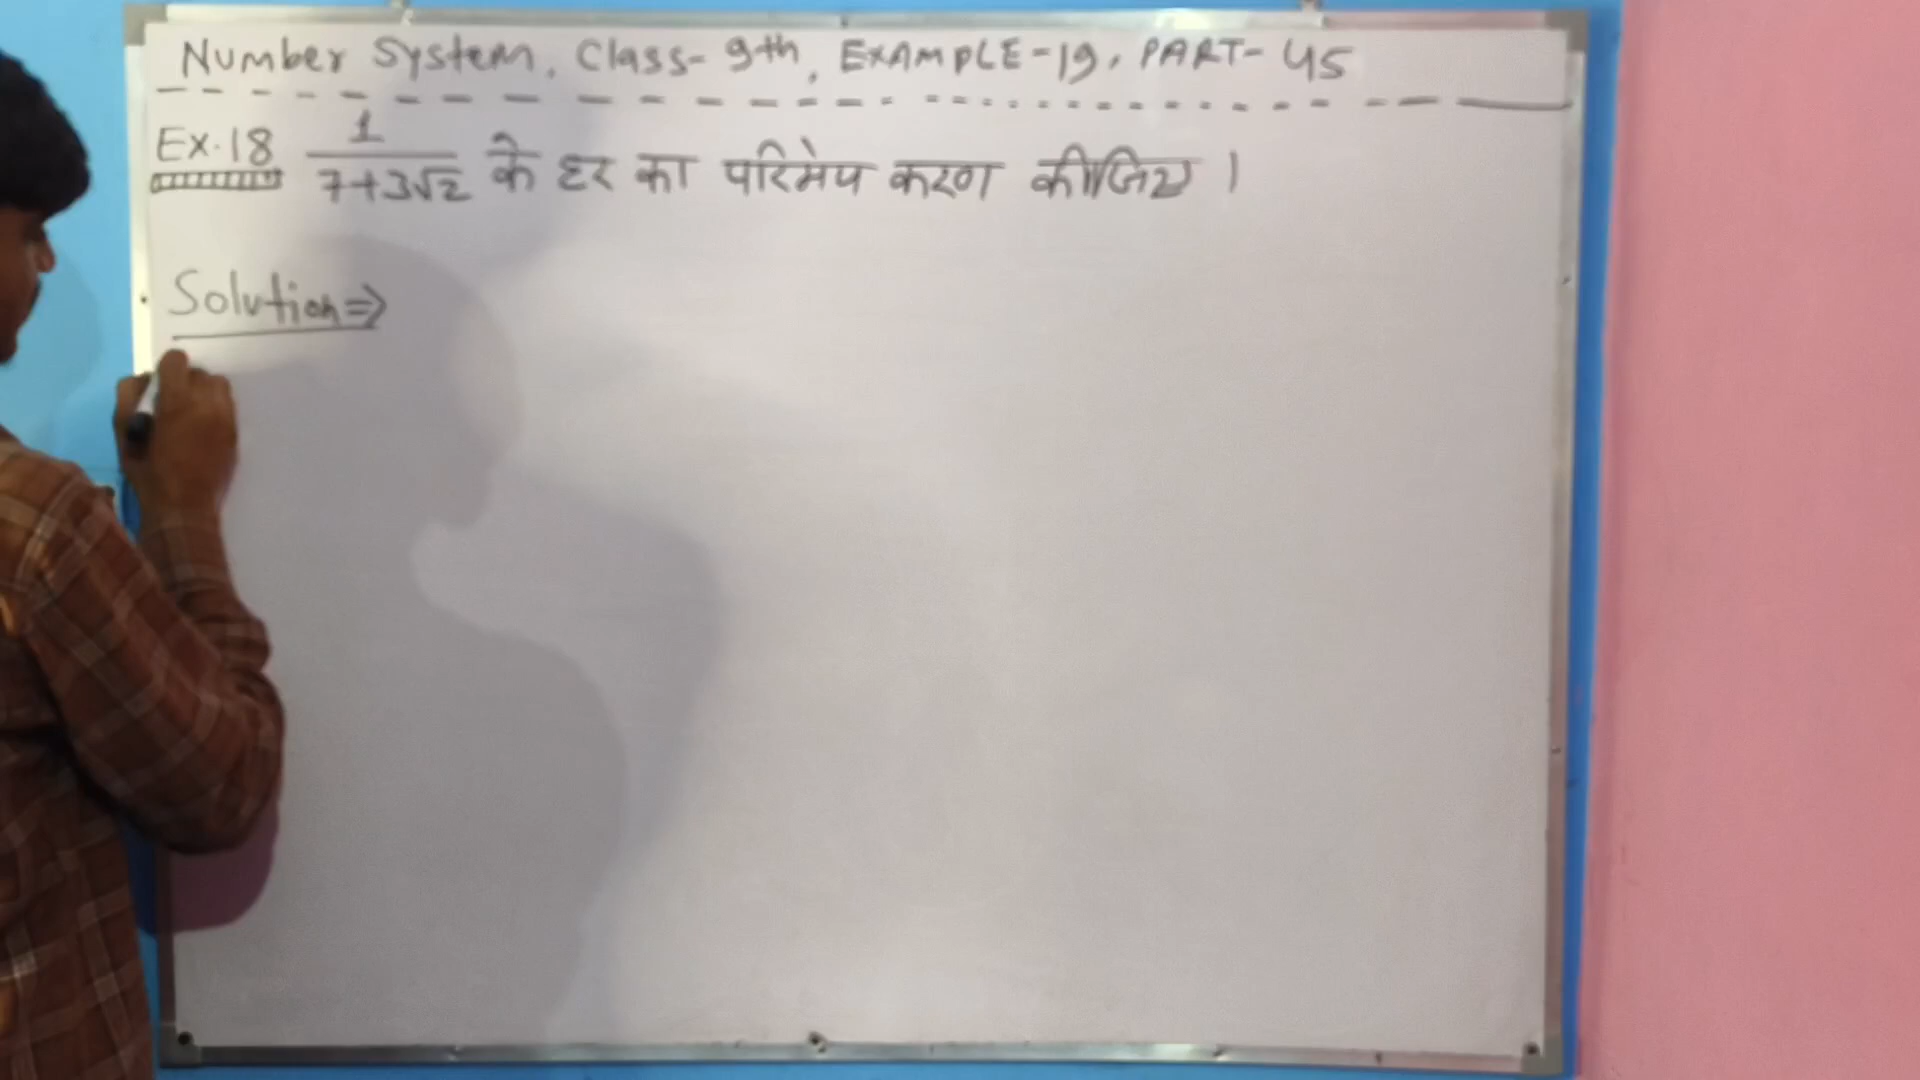 Number System, Class-9th, EXAMPLE-19, PART-45
Ex.18 1/7+3√2 के हर का परिमेय करण कीजिए ।
Solution⇒